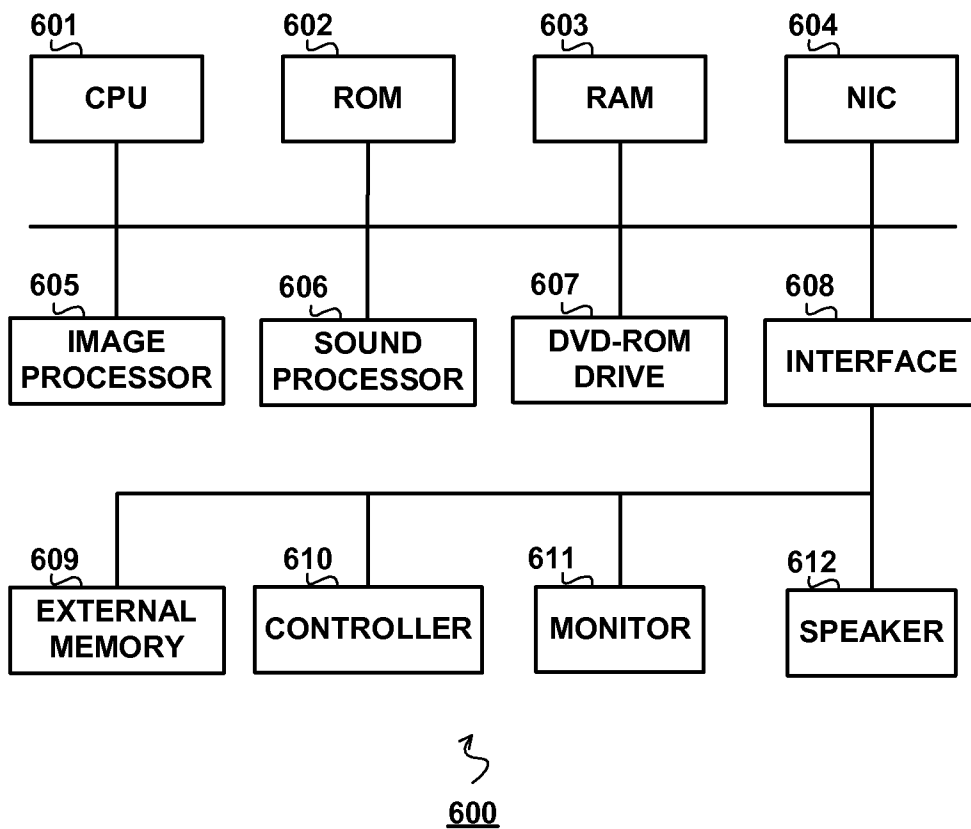 601
602
603
604
CPU
ROM
RAM
NIC
605
606
607
608
IMAGE
PROCESSOR
SOUND
PROCESSOR
DVD-ROM
DRIVE
INTERFACE
609
610
611
612
EXTERNAL
MEMORY
CONTROLLER
MONITOR
SPEAKER
600